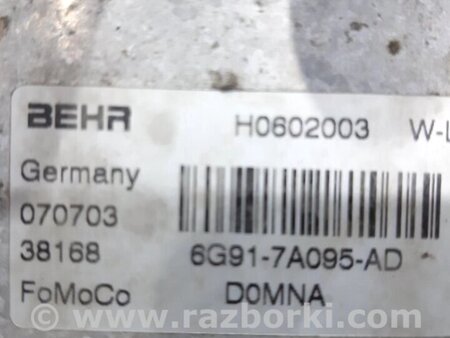 BEHR H0602003 W-L
Germany
070703
38168 6G91-7A095-AD
FoMoCo D0MNA
© www.razborki.com